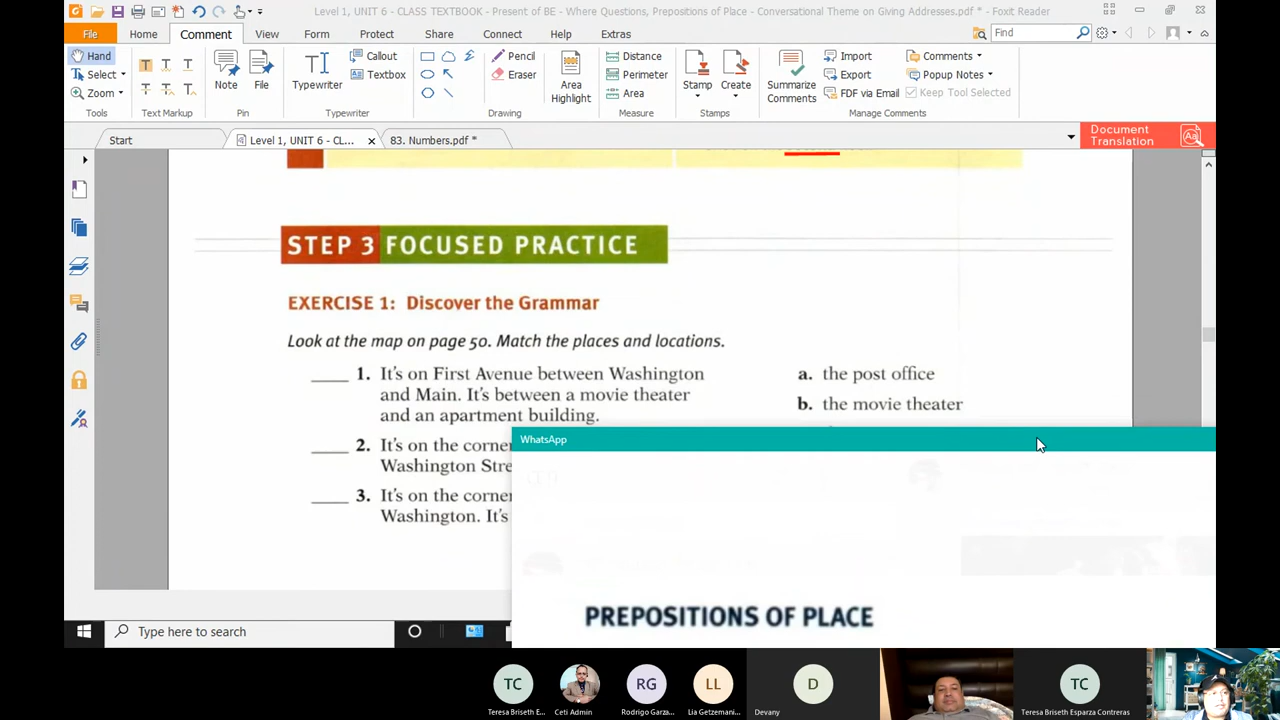 Level 1, UNIT 6 - CLASS TEXTBOOK - Present of BE - Where Questions, Prepositions of Place - Conversational Theme on Giving Addresses.pdf * - Foxit Reader
File Home Comment View Form Protect Share Connect Help Extras Find
Hand Select Zoom
Tools
Text Markup
Note File
Pin
Typewriter Callout Textbox
Typewriter
Pencil Eraser Area Highlight
Drawing
Distance Perimeter Area
Measure
Stamp Create
Stamps
Summarize Comments Import Export FDF via Email Comments Popup Notes Keep Tool Selected
Manage Comments
Start Level 1, UNIT 6 - CL... 83. Numbers.pdf *
Document Translation
STEP 3 FOCUSED PRACTICE
EXERCISE 1: Discover the Grammar
Look at the map on page 50. Match the places and locations.
____ 1. It's on First Avenue between Washington
and Main. It's between a movie theater
and an apartment building.
____ 2. It's on the corner
Washington Stre
____ 3. It's on the corner
Washington. It's
a. the post office
b. the movie theater
WhatsApp
PREPOSITIONS OF PLACE
Type here to search
TC CETI RG LL D TC
Teresa Briseth E... Ceti Admin Rodrigo Garza... Lia Getzemani... Devany Teresa Briseth Esparza Contreras